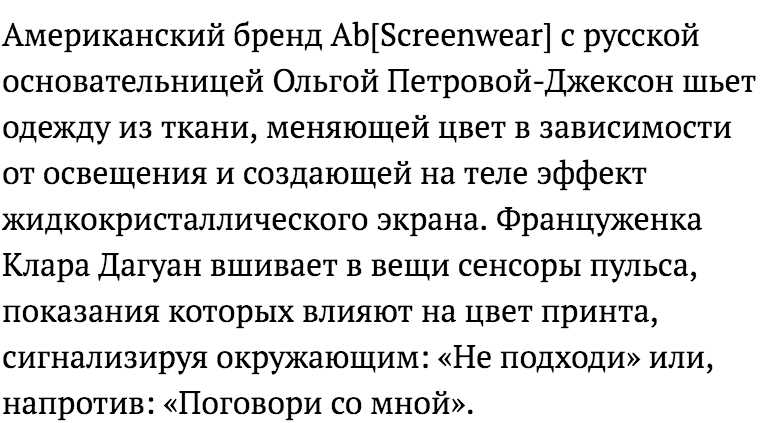 Американский бренд Ab[Screenwear] с русской
основательницей Ольгой Петровой-Джексон шьет
одежду из ткани, меняющей цвет в зависимости
от освещения и создающей на теле эффект
жидкокристаллического экрана. Француженка
Клара Дагуан вшивает в вещи сенсоры пульса,
показания которых влияют на цвет принта,
сигнализируя окружающим: «Не подходи» или,
напротив: «Поговори со мной».